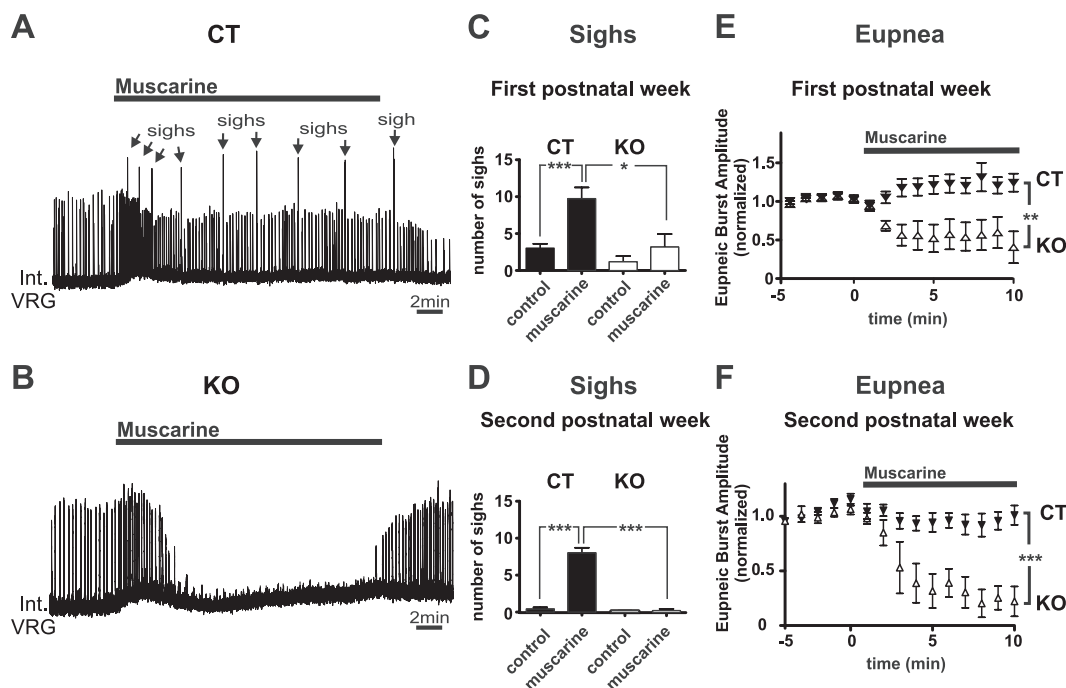 A
CT
Muscarine
sighs
sighs
sighs
sigh
Int.
VRG
2min
B
KO
Muscarine
Int.
VRG
2min
C
Sighs
First postnatal week
CT
KO
***
*
15
10
5
0
number of sighs
control
muscarine
control
muscarine
D
Sighs
Second postnatal week
CT
KO
***
***
15
10
5
0
number of sighs
control
muscarine
control
muscarine
E
Eupnea
First postnatal week
Muscarine
1.5
1.0
0.5
0
Eupneic Burst Amplitude
(normalized)
CT
**
KO
-5
0
5
10
time (min)
F
Eupnea
Second postnatal week
Muscarine
1.0
0.5
0
Eupneic Burst Amplitude
(normalized)
CT
***
KO
-5
0
5
10
time (min)